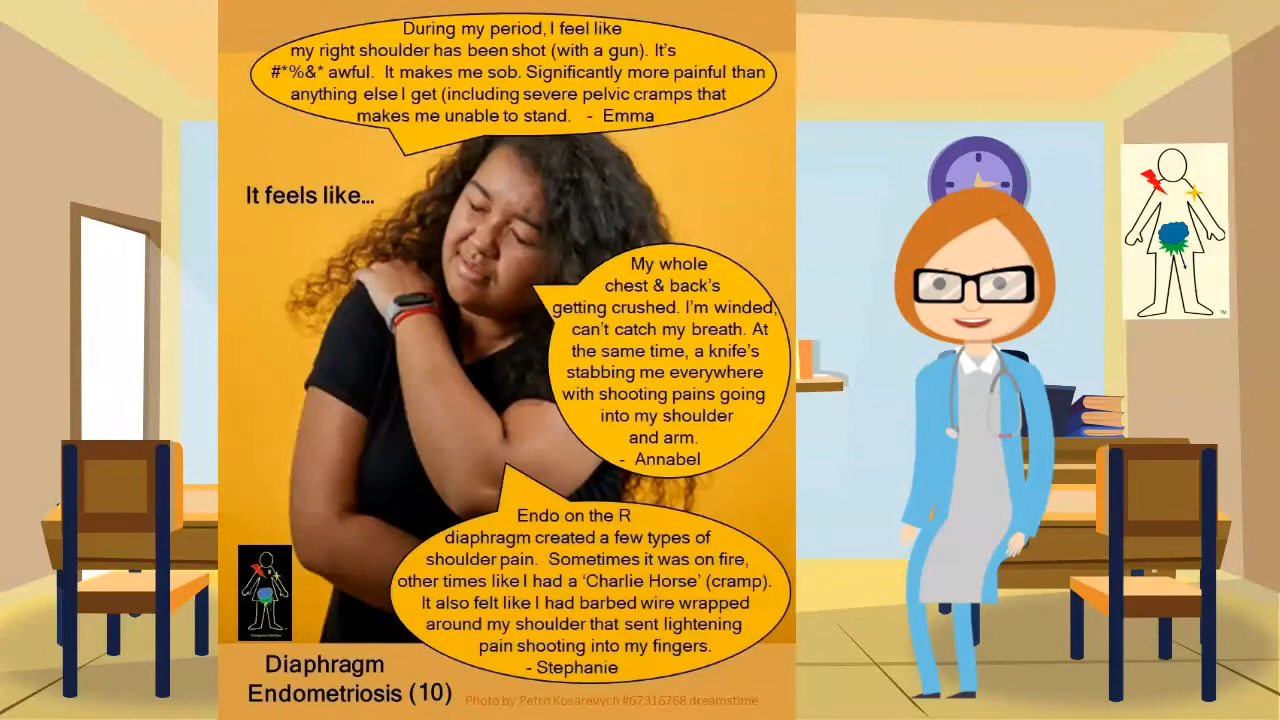 During my period, I feel like
my right shoulder has been shot (with a gun). It's
#*%&* awful. It makes me sob. Significantly more painful than
anything else I get (including severe pelvic cramps that
makes me unable to stand. - Emma
It feels like...
My whole
chest & back's
getting crushed. I'm winded,
can't catch my breath. At
the same time, a knife's
stabbing me everywhere
with shooting pains going
into my shoulder
and arm.
- Annabel
Endo on the R
diaphragm created a few types of
shoulder pain. Sometimes it was on fire,
other times like I had a 'Charlie Horse' (cramp).
It also felt like I had barbed wire wrapped
around my shoulder that sent lightening
pain shooting into my fingers.
- Stephanie
Diaphragm
Endometriosis (10)
Photo by Petro Kosarevych #67316768 dreamstime